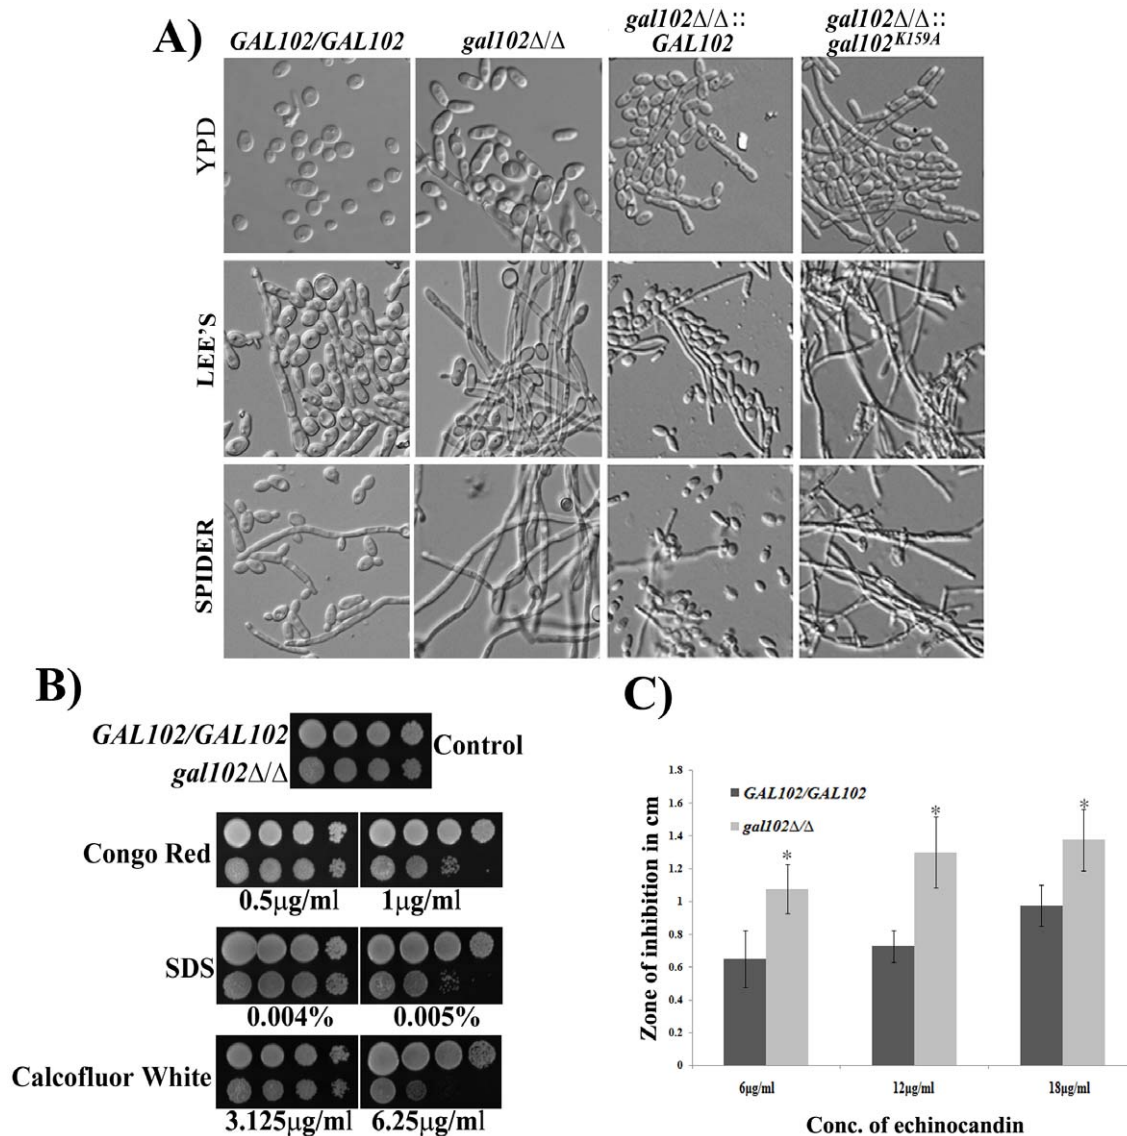 A)
GAL102/GAL102
gal102Δ/Δ
gal102Δ/Δ::
GAL102
gal102Δ/Δ::
gal102K159A
YPD
LEE'S
SPIDER
B)
GAL102/GAL102
gal102Δ/Δ
Control
Congo Red
0.5µg/ml
1µg/ml
SDS
0.004%
0.005%
Calcofluor White
3.125µg/ml
6.25µg/ml
C)
Zone of inhibition in cm
1.8
1.6
1.4
1.2
1
0.8
0.6
0.4
0.2
0
GAL102/GAL102
gal102Δ/Δ
*
*
*
6µg/ml
12µg/ml
18µg/ml
Conc. of echinocandin